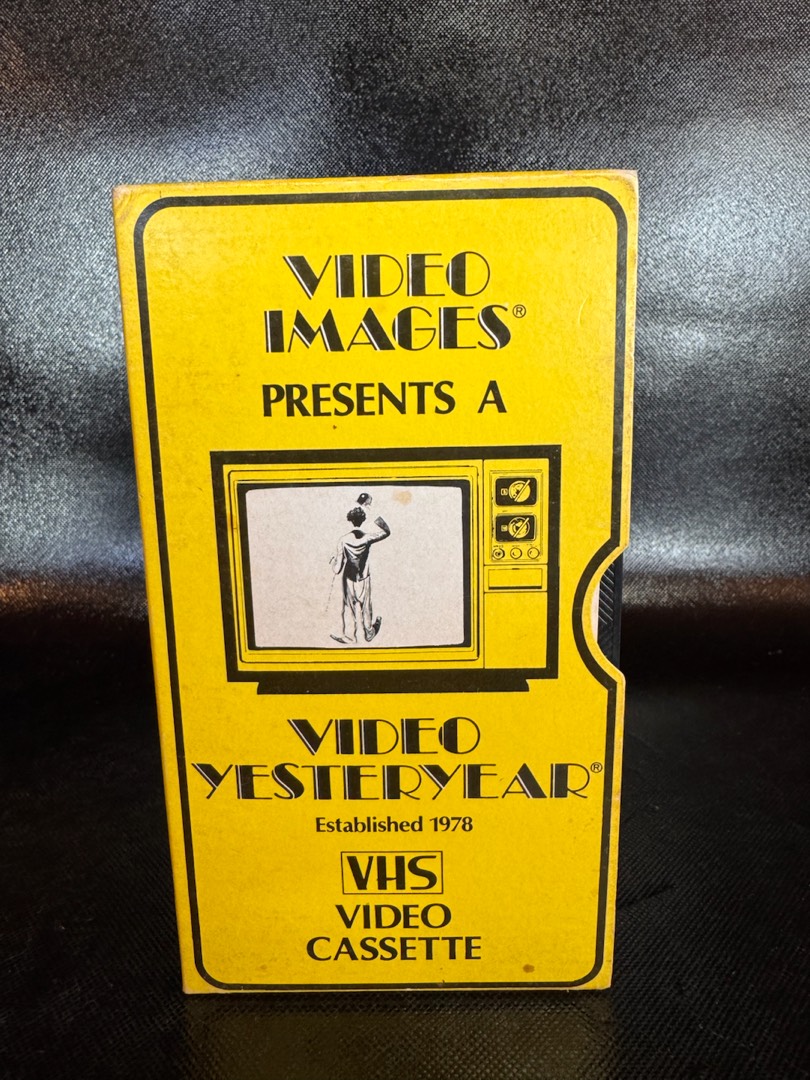 VIDEO
IMAGES®
PRESENTS A
VIDEO
YESTERYEAR®
Established 1978
VHS
VIDEO
CASSETTE